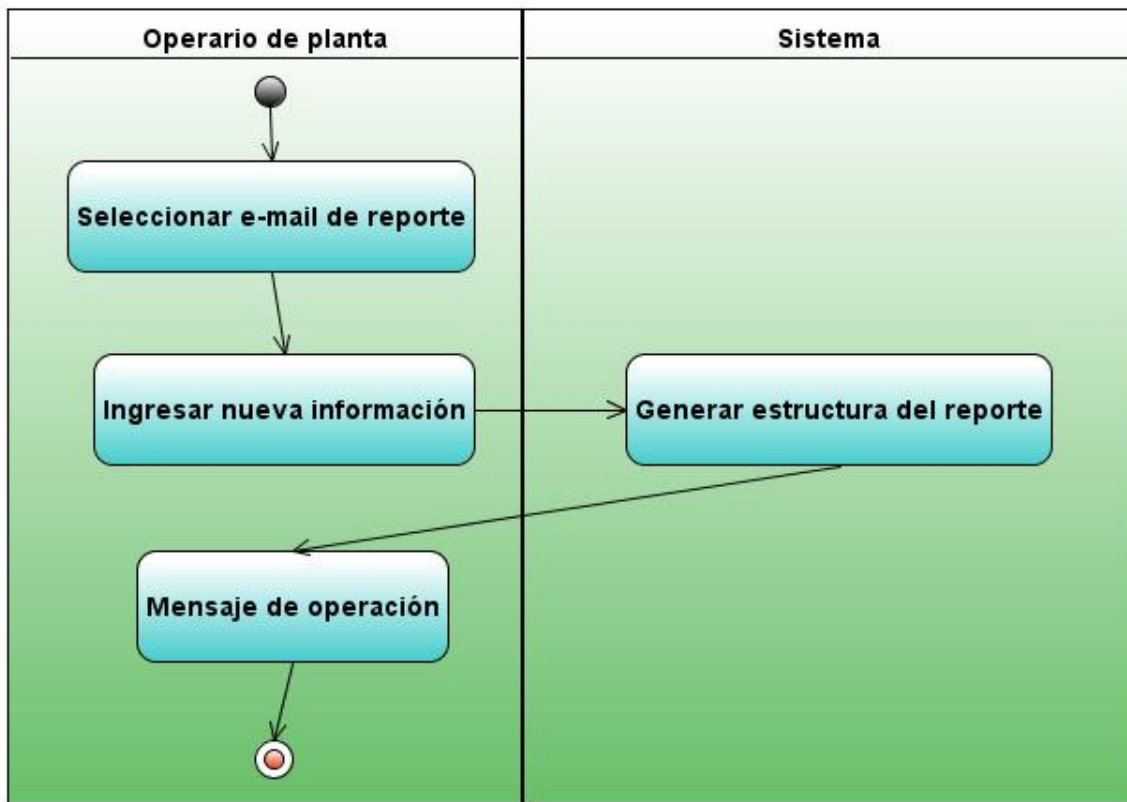 Operario de planta
Sistema
Seleccionar e-mail de reporte
Ingresar nueva información
Generar estructura del reporte
Mensaje de operación